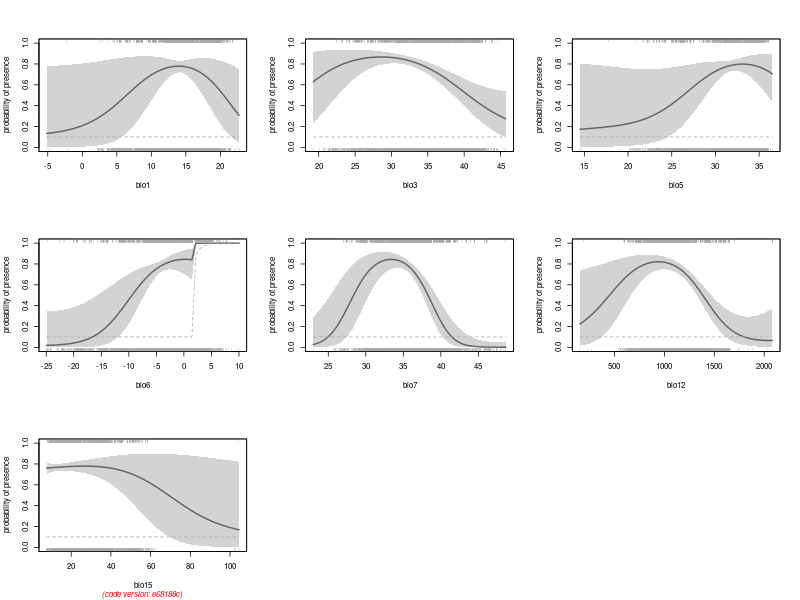 probability of presence
0.0 0.2 0.4 0.6 0.8 1.0
-5 0 5 10 15 20
bio1
probability of presence
0.0 0.2 0.4 0.6 0.8 1.0
20 25 30 35 40 45
bio3
probability of presence
0.0 0.2 0.4 0.6 0.8 1.0
15 20 25 30 35
bio5
probability of presence
0.0 0.2 0.4 0.6 0.8 1.0
-25 -20 -15 -10 -5 0 5 10
bio6
probability of presence
0.0 0.2 0.4 0.6 0.8 1.0
25 30 35 40 45
bio7
probability of presence
0.0 0.2 0.4 0.6 0.8 1.0
500 1000 1500 2000
bio12
probability of presence
0.0 0.2 0.4 0.6 0.8 1.0
20 40 60 80 100
bio15
(code version: e68188c)